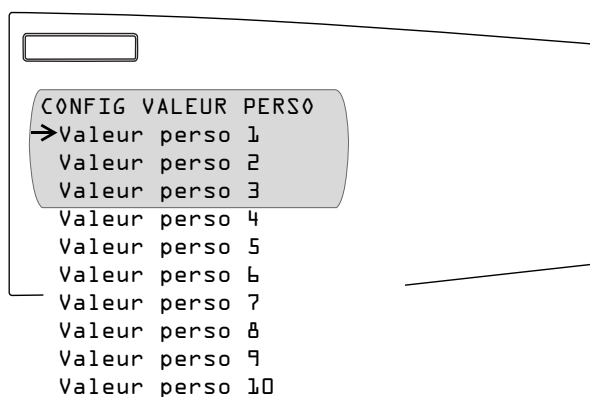 CONFIG VALEUR PERSO
Valeur perso 1
Valeur perso 2
Valeur perso 3
Valeur perso 4
Valeur perso 5
Valeur perso 6
Valeur perso 7
Valeur perso 8
Valeur perso 9
Valeur perso 10